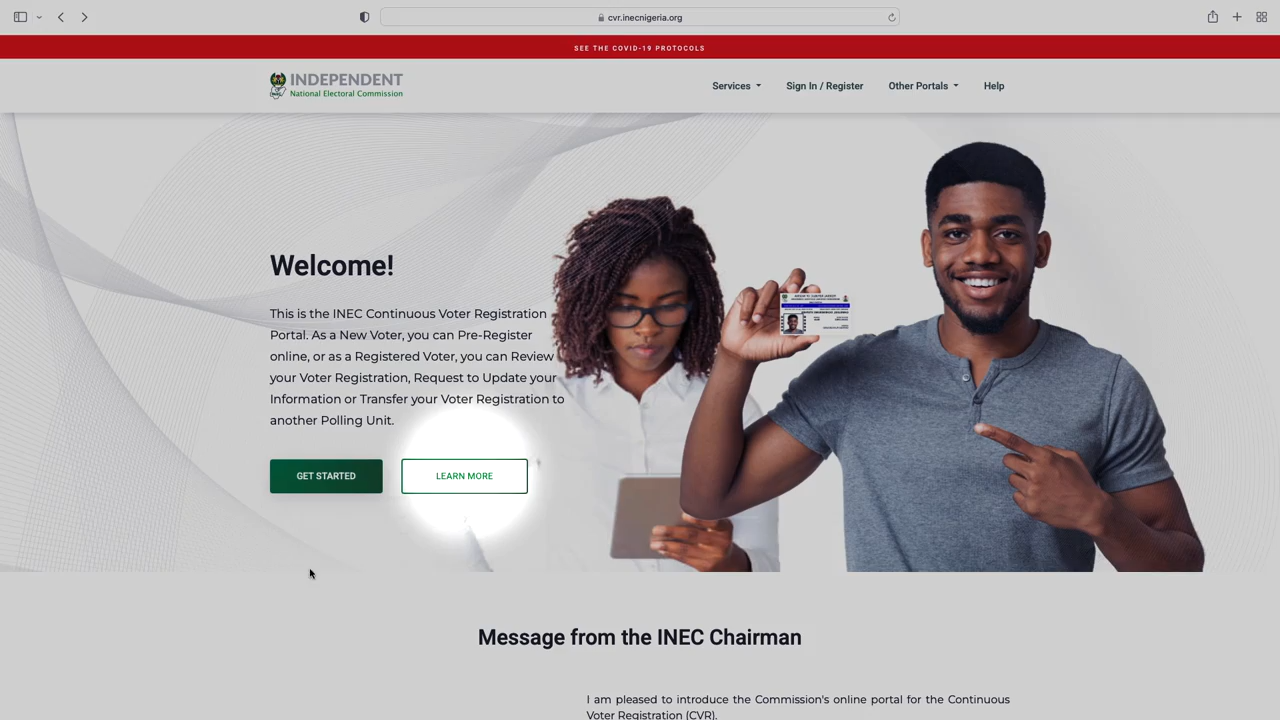 cvr.inecnigeria.org
SEE THE COVID-19 PROTOCOLS
INDEPENDENT
National Electoral Commission
Services
Sign In / Register
Other Portals
Help
Welcome!
This is the INEC Continuous Voter Registration
Portal. As a New Voter, you can Pre-Register
online, or as a Registered Voter, you can Review
your Voter Registration, Request to Update your
Information or Transfer your Voter Registration to
another Polling Unit.
GET STARTED
LEARN MORE
Message from the INEC Chairman
I am pleased to introduce the Commission's online portal for the Continuous
Voter Registration (CVR).